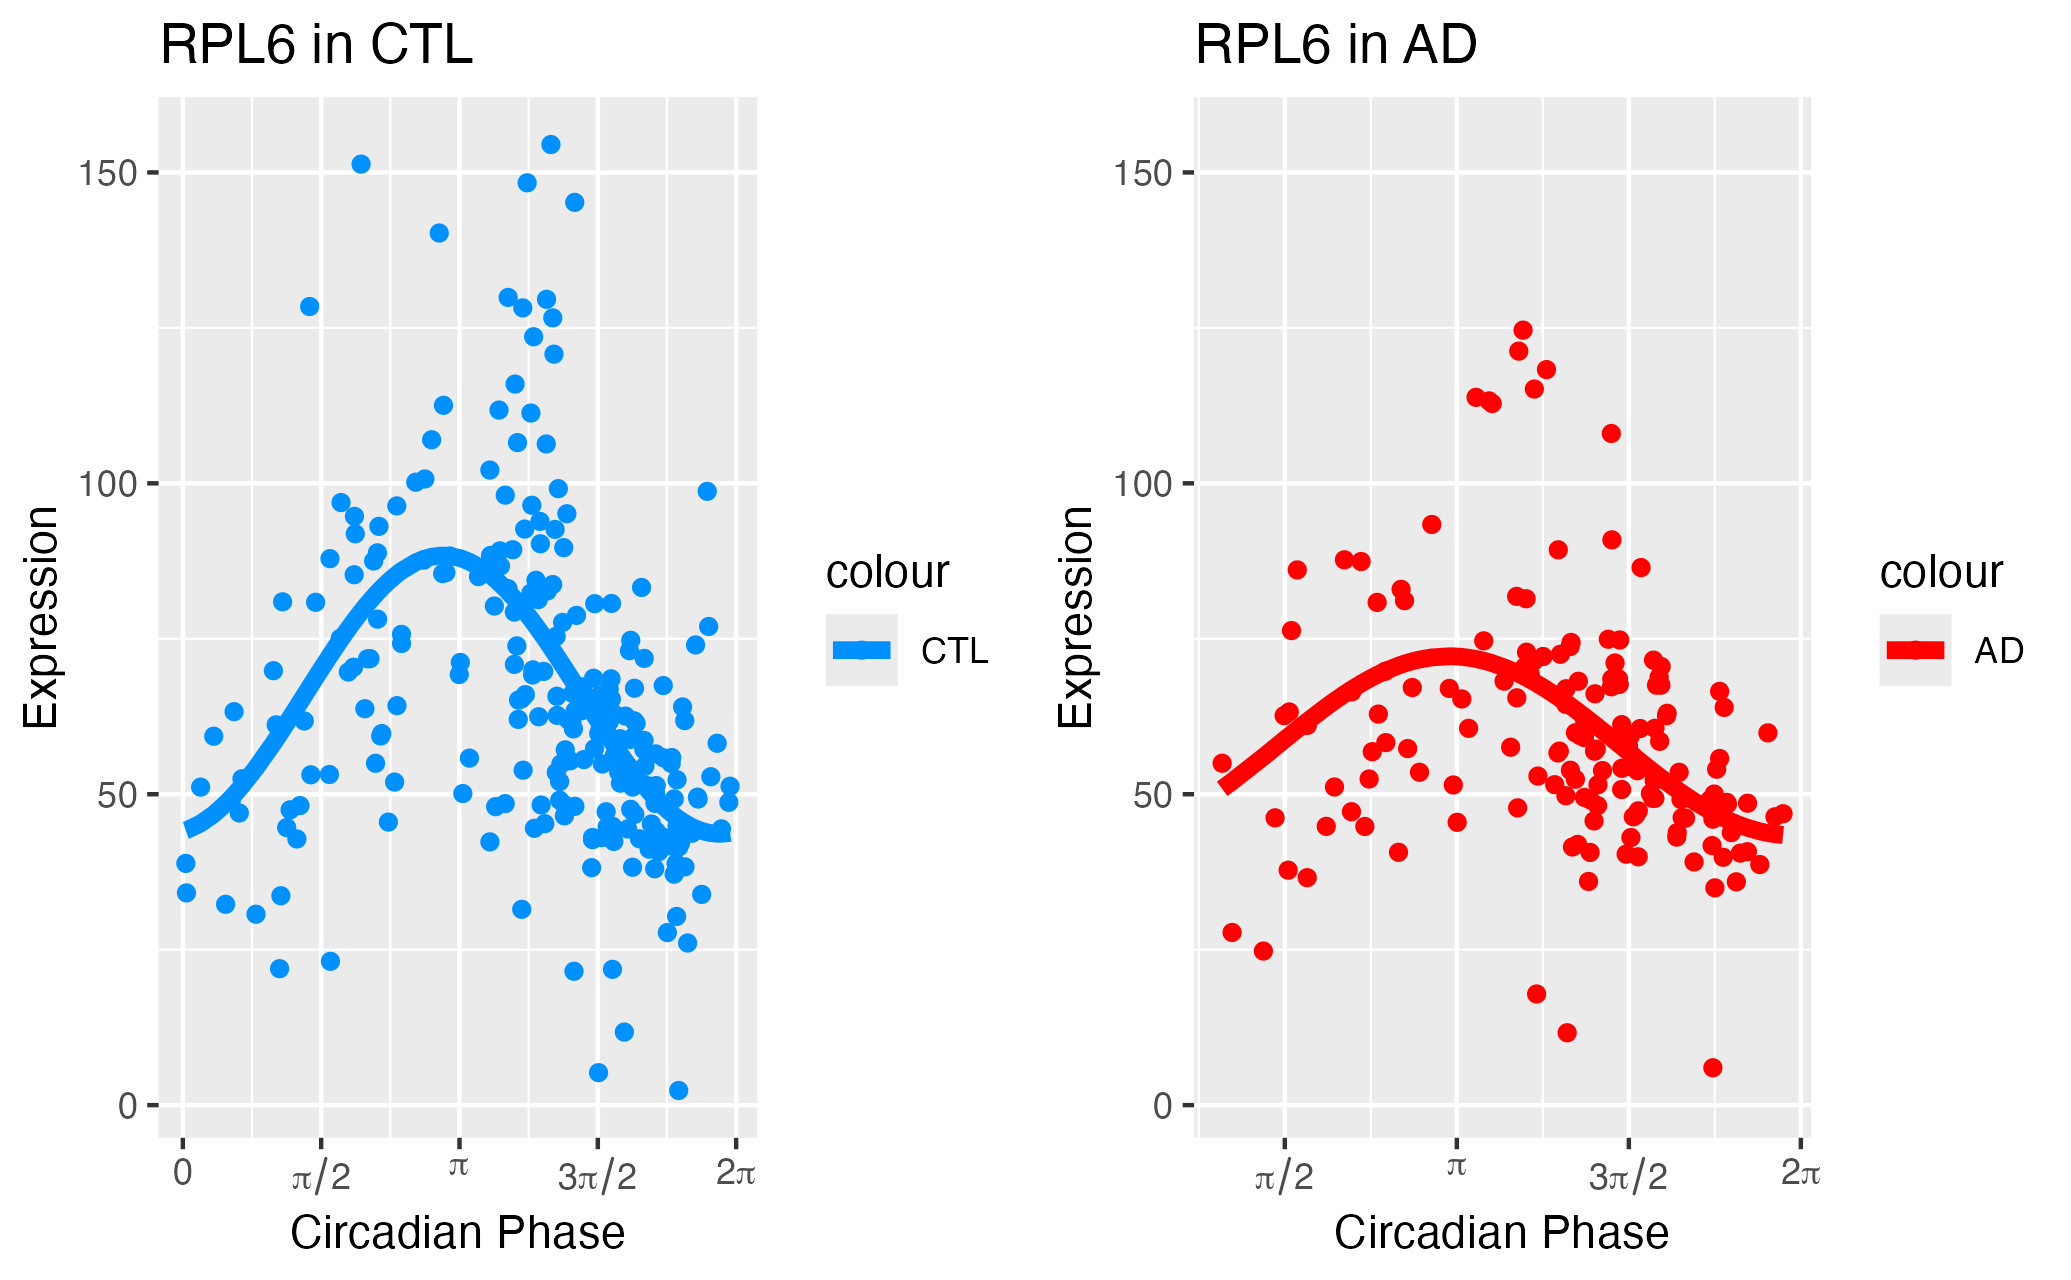 RPL6 in CTL
150
100
50
0
Expression
0
π/2
π
3π/2
2π
Circadian Phase
colour
CTL
RPL6 in AD
150
100
50
0
Expression
π/2
π
3π/2
2π
Circadian Phase
colour
AD